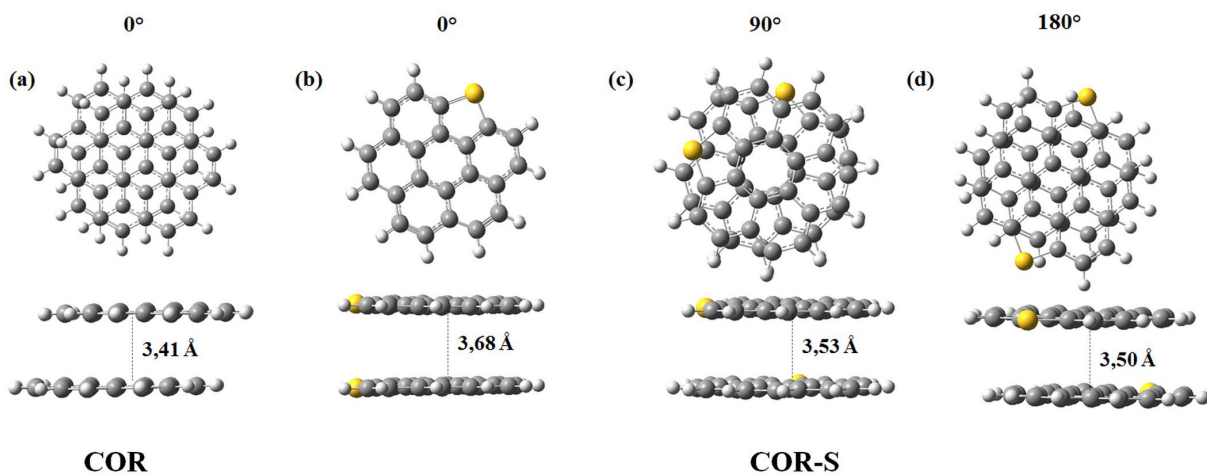 0°
0°
90°
180°
(a)
(b)
(c)
(d)
3,41 Å
3,68 Å
3,53 Å
3,50 Å
COR
COR-S